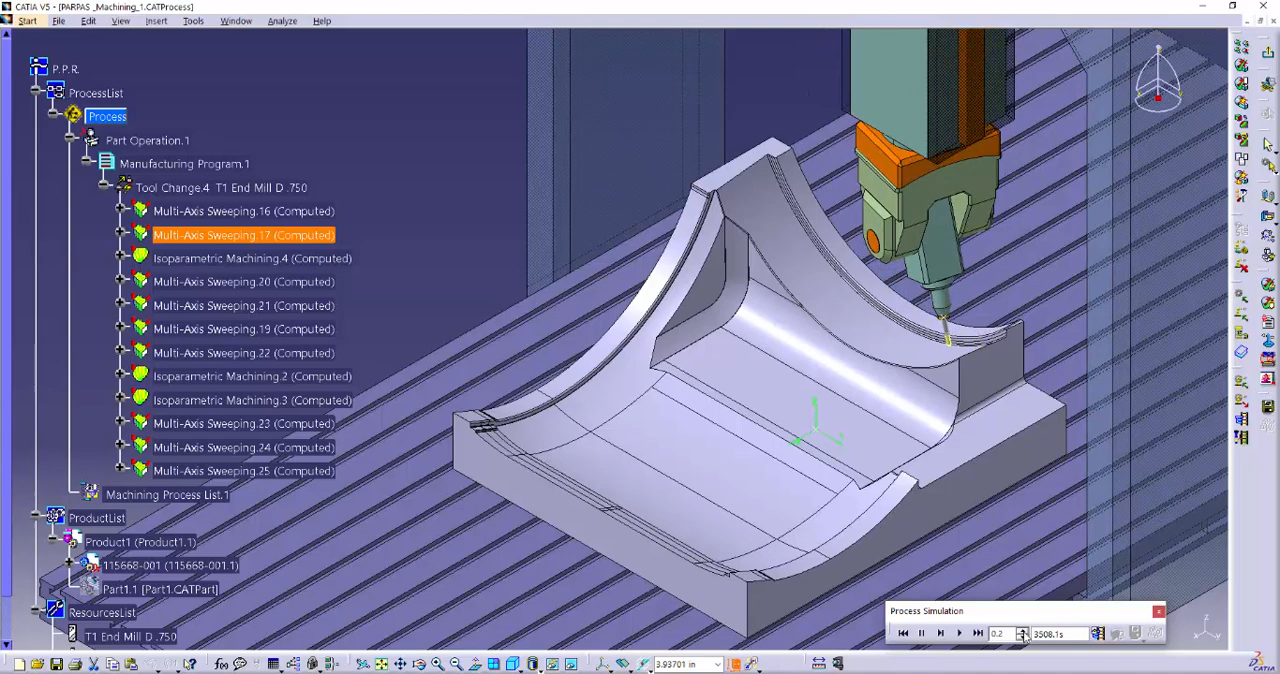 CATIA V5 - [PARPAS _Machining_1.CATProcess]
Start File Edit View Insert Tools Window Analyze Help
P.P.R.
ProcessList
Process
Part Operation.1
Manufacturing Program.1
Tool Change.4 T1 End Mill D .750
Multi-Axis Sweeping.16 (Computed)
Multi-Axis Sweeping.17 (Computed)
Isoparametric Machining.4 (Computed)
Multi-Axis Sweeping.20 (Computed)
Multi-Axis Sweeping.21 (Computed)
Multi-Axis Sweeping.19 (Computed)
Multi-Axis Sweeping.22 (Computed)
Isoparametric Machining.2 (Computed)
Isoparametric Machining.3 (Computed)
Multi-Axis Sweeping.23 (Computed)
Multi-Axis Sweeping.24 (Computed)
Multi-Axis Sweeping.25 (Computed)
Machining Process List.1
ProductList
Product1 (Product1.1)
115668-001 (115668-001.1)
Part1.1 [Part1.CATPart]
ResourcesList
T1 End Mill D .750
Process Simulation
0.2 3508.1s
f(x) 3.93701 in